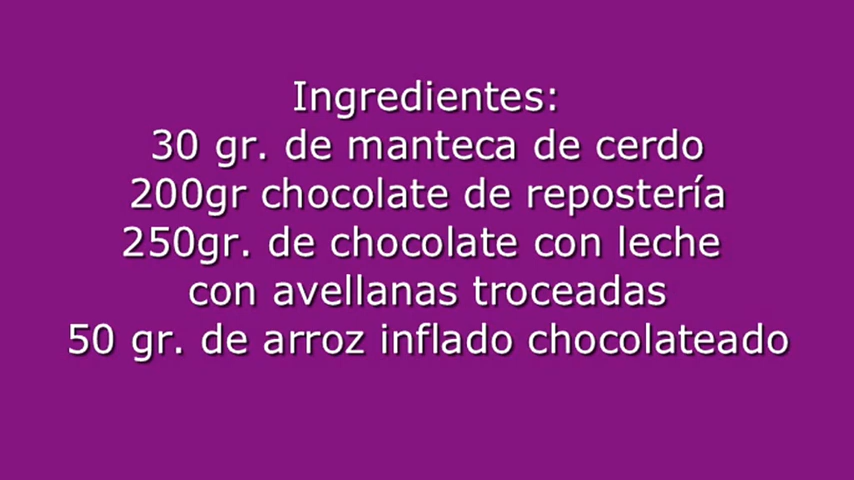 Ingredientes:
30 gr. de manteca de cerdo
200gr chocolate de repostería
250gr. de chocolate con leche
con avellanas troceadas
50 gr. de arroz inflado chocolateado